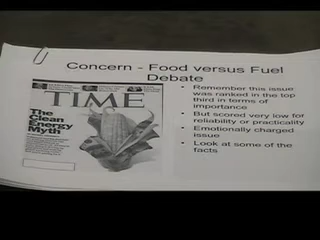 Concern - Food versus Fuel
Debate
TIME
The
Clean
Energy
Myth
• Remember this issue
was ranked in the top
third in terms of
importance
• But scored very low for
reliability or practicality
• Emotionally charged
issue
• Look at some of the
facts